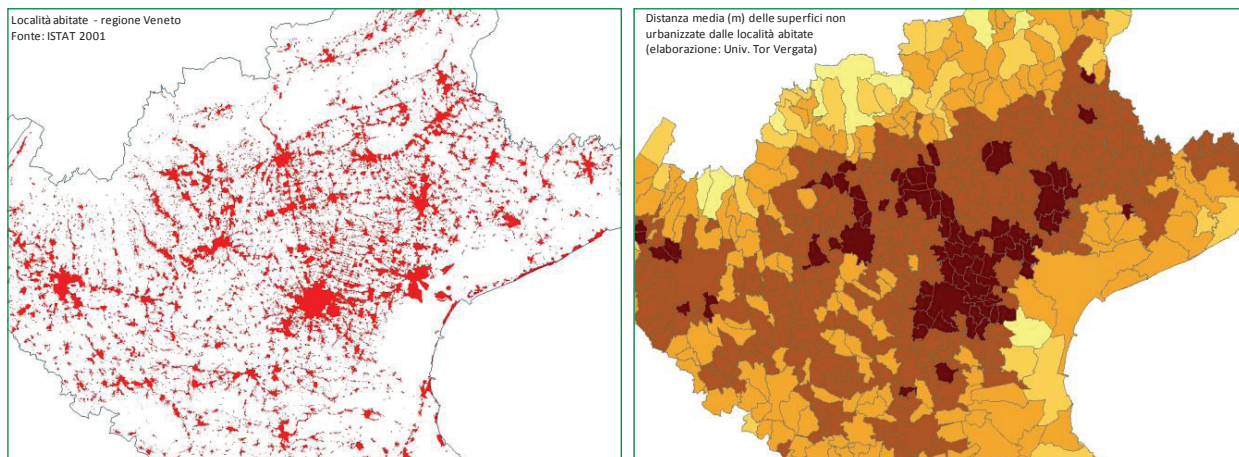 Località abitate - regione Veneto
Fonte: ISTAT 2001
Distanza media (m) delle superfici non
urbanizzate dalle località abitate
(elaborazione: Univ. Tor Vergata)